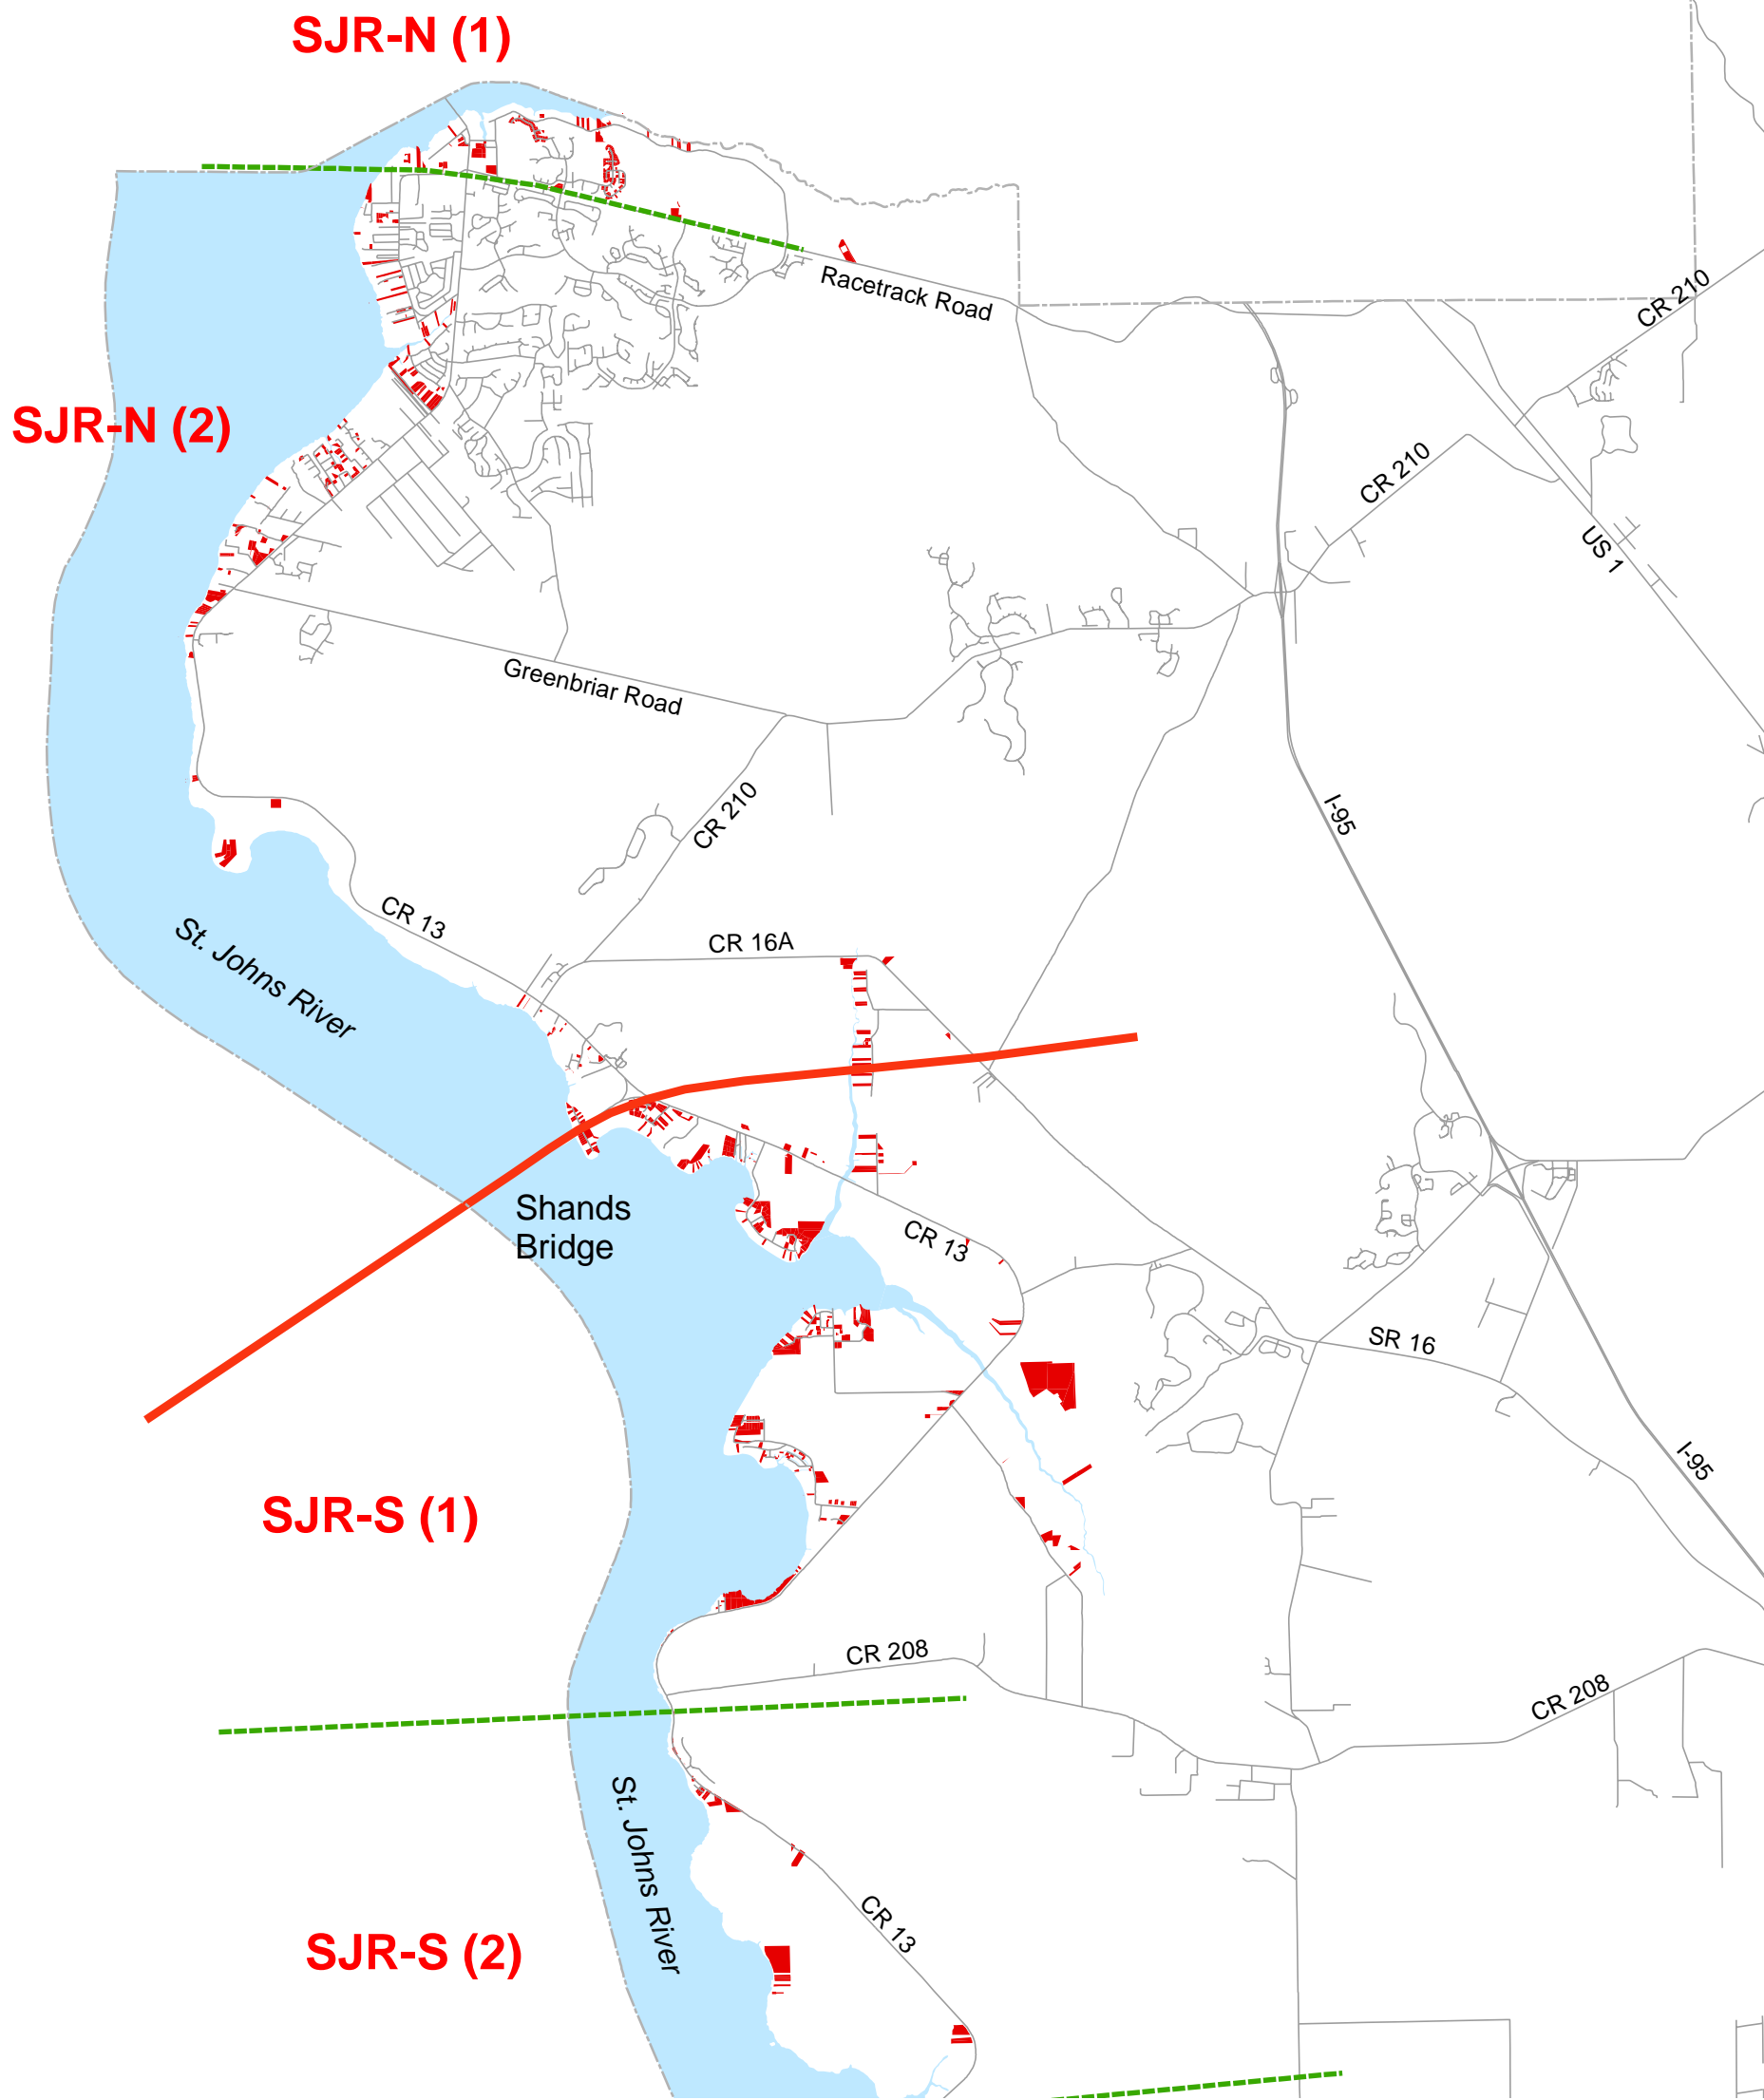 SJR-N (1)
Racetrack Road
CR 210
SJR-N (2)
CR 210
US 1
Greenbriar Road
CR 210
I-95
CR 13
CR 16A
St. Johns River
Shands
Bridge
CR 13
SR 16
I-95
SJR-S (1)
CR 208
CR 208
St. Johns River
CR 13
SJR-S (2)